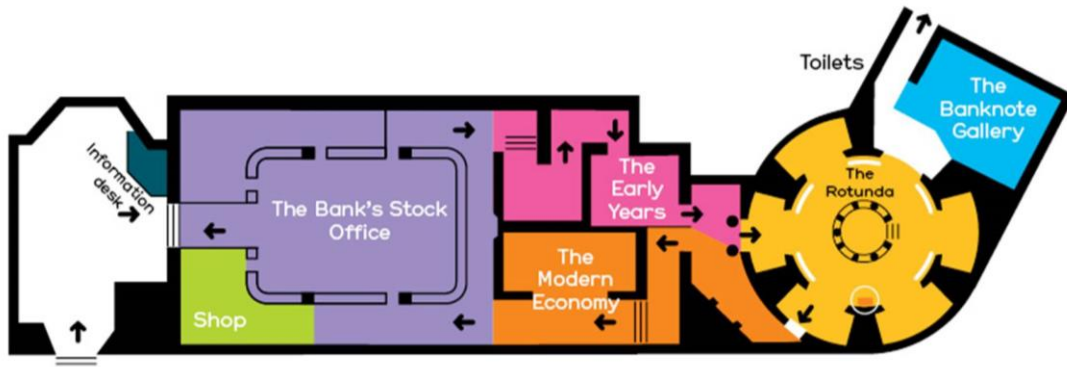 Information
desk
The Bank's Stock
Office
Shop
The
Early
Years
The
Modern
Economy
The
Rotunda
Toilets
The
Banknote
Gallery